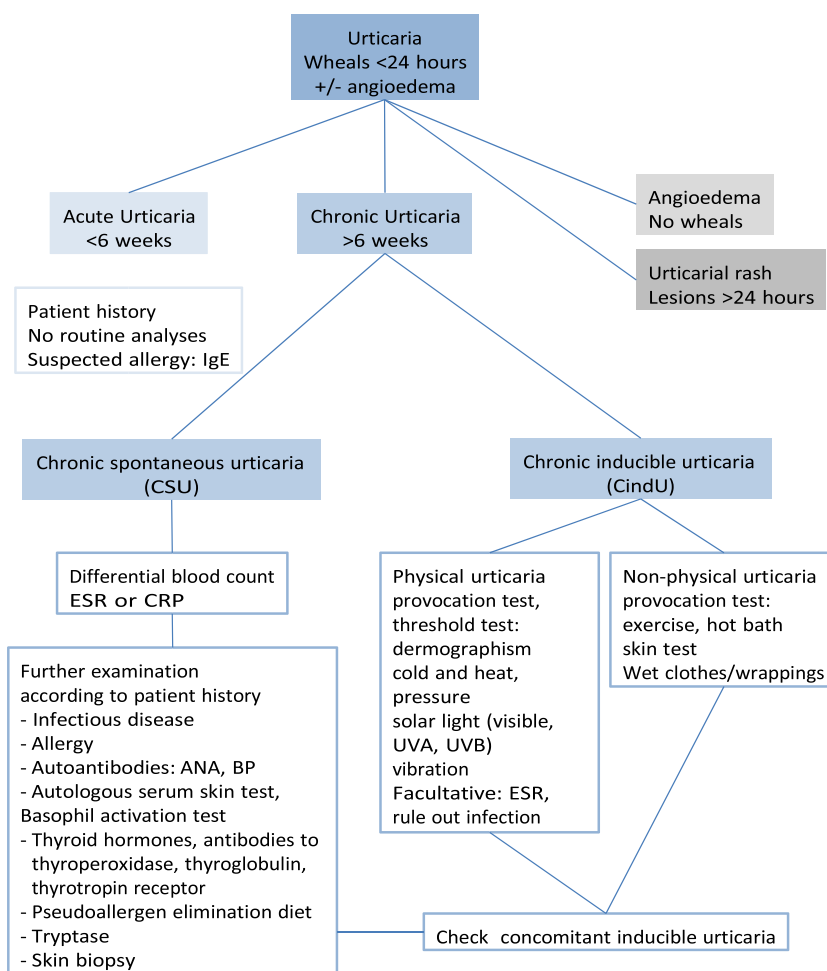 Urticaria
Wheals <24 hours
+/- angioedema
Acute Urticaria
<6 weeks
Chronic Urticaria
>6 weeks
Angioedema
No wheals
Urticarial rash
Lesions >24 hours
Patient history
No routine analyses
Suspected allergy: IgE
Chronic spontaneous urticaria
(CSU)
Chronic inducible urticaria
(CindU)
Differential blood count
ESR or CRP
Physical urticaria
provocation test,
threshold test:
dermographism
cold and heat,
pressure
solar light (visible,
UVA, UVB)
vibration
Facultative: ESR,
rule out infection
Non-physical urticaria
provocation test:
exercise, hot bath
skin test
Wet clothes/wrappings
Further examination
according to patient history
- Infectious disease
- Allergy
- Autoantibodies: ANA, BP
- Autologous serum skin test,
Basophil activation test
- Thyroid hormones, antibodies to
thyroperoxidase, thyroglobulin,
thyrotropin receptor
- Pseudoallergen elimination diet
- Tryptase
- Skin biopsy
Check concomitant inducible urticaria